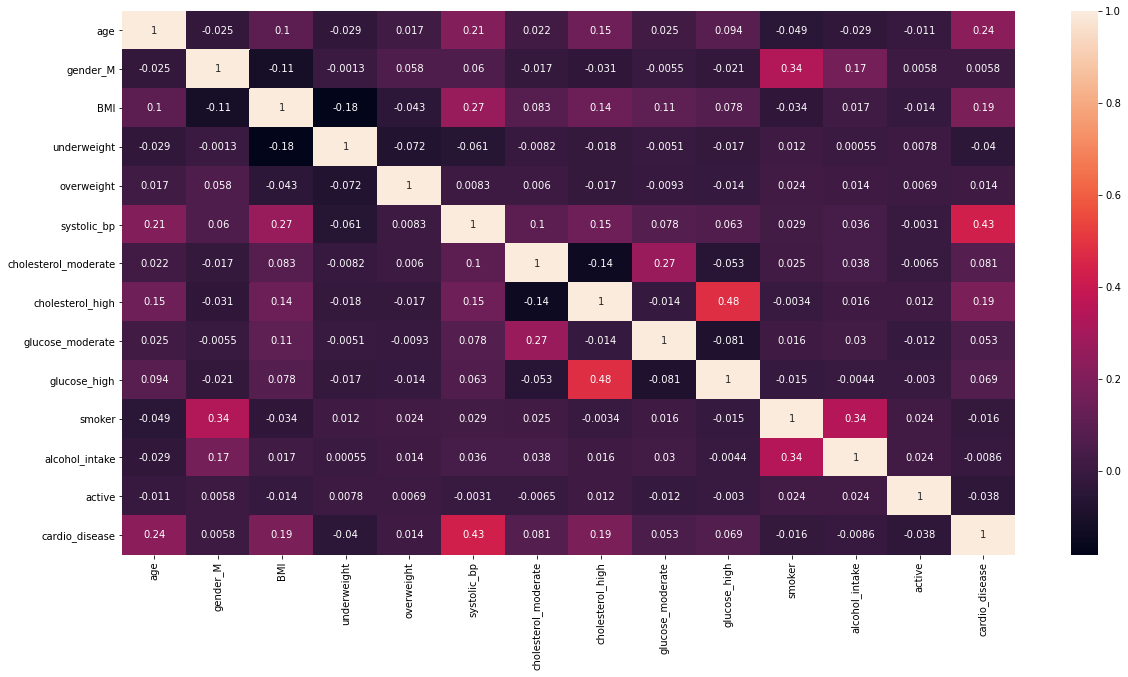 age 1 -0.025 0.1 -0.029 0.017 0.21 0.022 0.15 0.025 0.094 -0.049 -0.029 -0.011 0.24
gender_M -0.025 1 -0.11 -0.0013 0.058 0.06 -0.017 -0.031 -0.0055 -0.021 0.34 0.17 0.0058 0.0058
BMI 0.1 -0.11 1 -0.18 -0.043 0.27 0.083 0.14 0.11 0.078 -0.034 0.017 -0.014 0.19
underweight -0.029 -0.0013 -0.18 1 -0.072 -0.061 -0.0082 -0.018 -0.0051 -0.017 0.012 0.00055 0.0078 -0.04
overweight 0.017 0.058 -0.043 -0.072 1 0.0083 0.006 -0.017 -0.0093 -0.014 0.024 0.014 0.0069 0.014
systolic_bp 0.21 0.06 0.27 -0.061 0.0083 1 0.1 0.15 0.078 0.063 0.029 0.036 -0.0031 0.43
cholesterol_moderate 0.022 -0.017 0.083 -0.0082 0.006 0.1 1 -0.14 0.27 -0.053 0.025 0.038 -0.0065 0.081
cholesterol_high 0.15 -0.031 0.14 -0.018 -0.017 0.15 -0.14 1 -0.014 0.48 -0.0034 0.016 0.012 0.19
glucose_moderate 0.025 -0.0055 0.11 -0.0051 -0.0093 0.078 0.27 -0.014 1 -0.081 0.016 0.03 -0.012 0.053
glucose_high 0.094 -0.021 0.078 -0.017 -0.014 0.063 -0.053 0.48 -0.081 1 -0.015 -0.0044 -0.003 0.069
smoker -0.049 0.34 -0.034 0.012 0.024 0.029 0.025 -0.0034 0.016 -0.015 1 0.34 0.024 -0.016
alcohol_intake -0.029 0.17 0.017 0.00055 0.014 0.036 0.038 0.016 0.03 -0.0044 0.34 1 0.024 -0.0086
active -0.011 0.0058 -0.014 0.0078 0.0069 -0.0031 -0.0065 0.012 -0.012 -0.003 0.024 0.024 1 -0.038
cardio_disease 0.24 0.0058 0.19 -0.04 0.014 0.43 0.081 0.19 0.053 0.069 -0.016 -0.0086 -0.038 1
age
gender_M
BMI
underweight
overweight
systolic_bp
cholesterol_moderate
cholesterol_high
glucose_moderate
glucose_high
smoker
alcohol_intake
active
cardio_disease
1.0
0.8
0.6
0.4
0.2
0.0